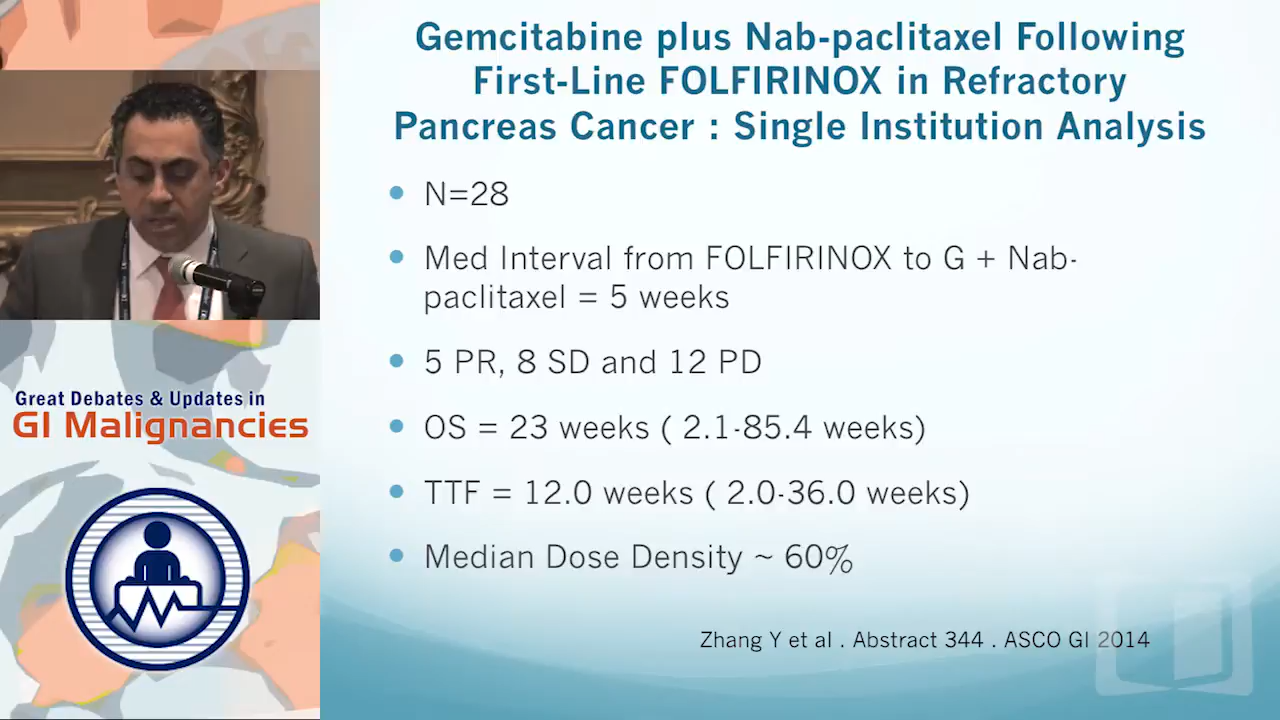 Gemcitabine plus Nab-paclitaxel Following
First-Line FOLFIRINOX in Refractory
Pancreas Cancer : Single Institution Analysis
• N=28
• Med Interval from FOLFIRINOX to G + Nab-
paclitaxel = 5 weeks
• 5 PR, 8 SD and 12 PD
• OS = 23 weeks ( 2.1-85.4 weeks)
• TTF = 12.0 weeks ( 2.0-36.0 weeks)
• Median Dose Density ~ 60%
Zhang Y et al . Abstract 344 . ASCO GI 2014
Great Debates & Updates in
GI Malignancies